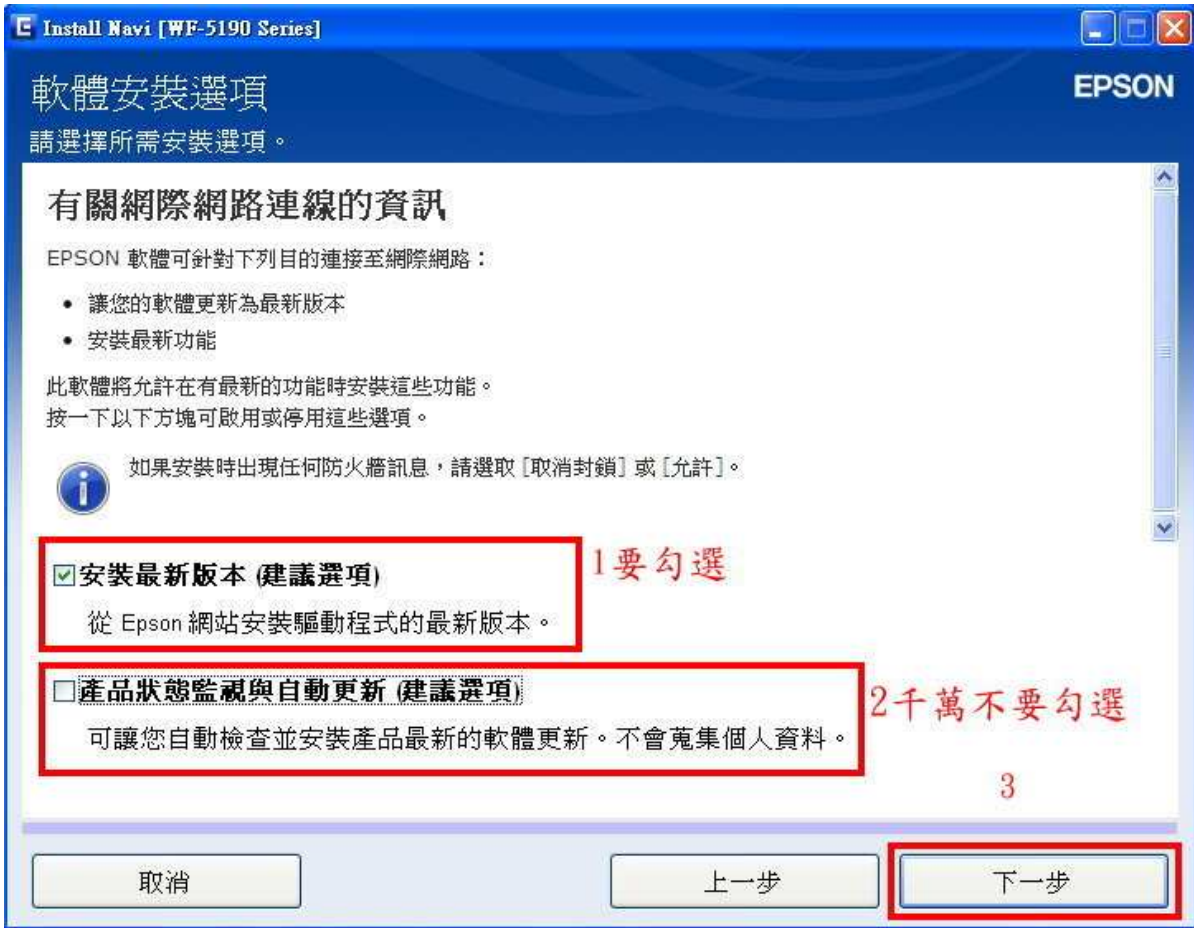 Install Navi [WF-5190 Series]
軟體安裝選項
EPSON
請選擇所需安裝選項。
有關網際網路連線的資訊
EPSON 軟體可針對下列目的連接至網際網路：
• 讓您的軟體更新為最新版本
• 安裝最新功能
此軟體將允許在有最新的功能時安裝這些功能。
按一下以下方塊可啟用或停用這些選項。
如果安裝時出現任何防火牆訊息，請選取 [取消封鎖] 或 [允許]。
安裝最新版本 (建議選項)
1要勾選
從 Epson 網站安裝驅動程式的最新版本。
產品狀態監視與自動更新 (建議選項)
2千萬不要勾選
可讓您自動檢查並安裝產品最新的軟體更新。不會蒐集個人資料。
3
取消
上一步
下一步